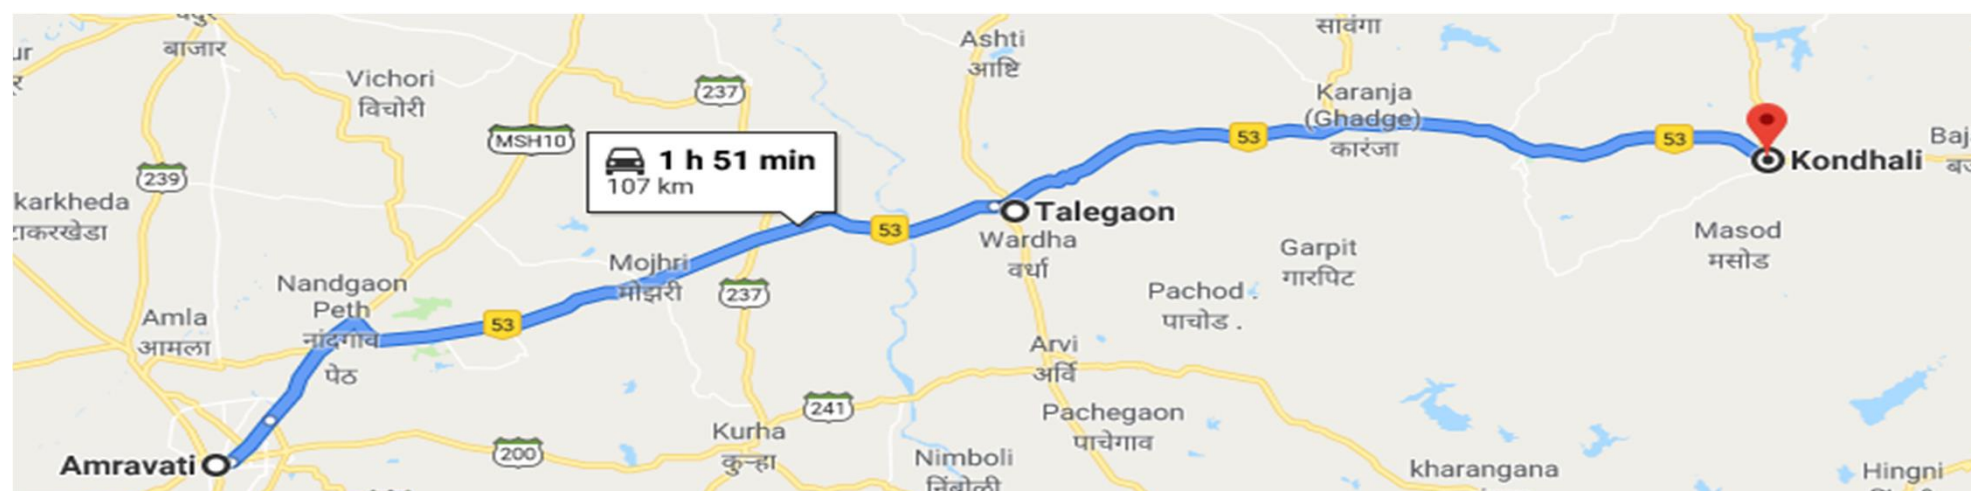 बाजार
Vichori
विचोरी
237
MSH10
Ashti
आष्टि
सावंगा
Karanja
(Ghadge)
कारंजा
53
53
Kondhali
239
1 h 51 min
107 km
karkheda
टाकरखेडा
53
Talegaon
Wardha
वर्धा
Garpit
गारपिट
Masod
मसोड
Mojhri
मोझरी
237
Pachod .
पाचोड .
Nandgaon
Peth
नांदगाव
पेठ
53
Amla
आमला
Arvi
आर्वि
241
Pachegaon
पाचेगाव
Kurha
कुऱ्हा
200
Amravati
Nimboli
निंबोली
kharangana
Hingni